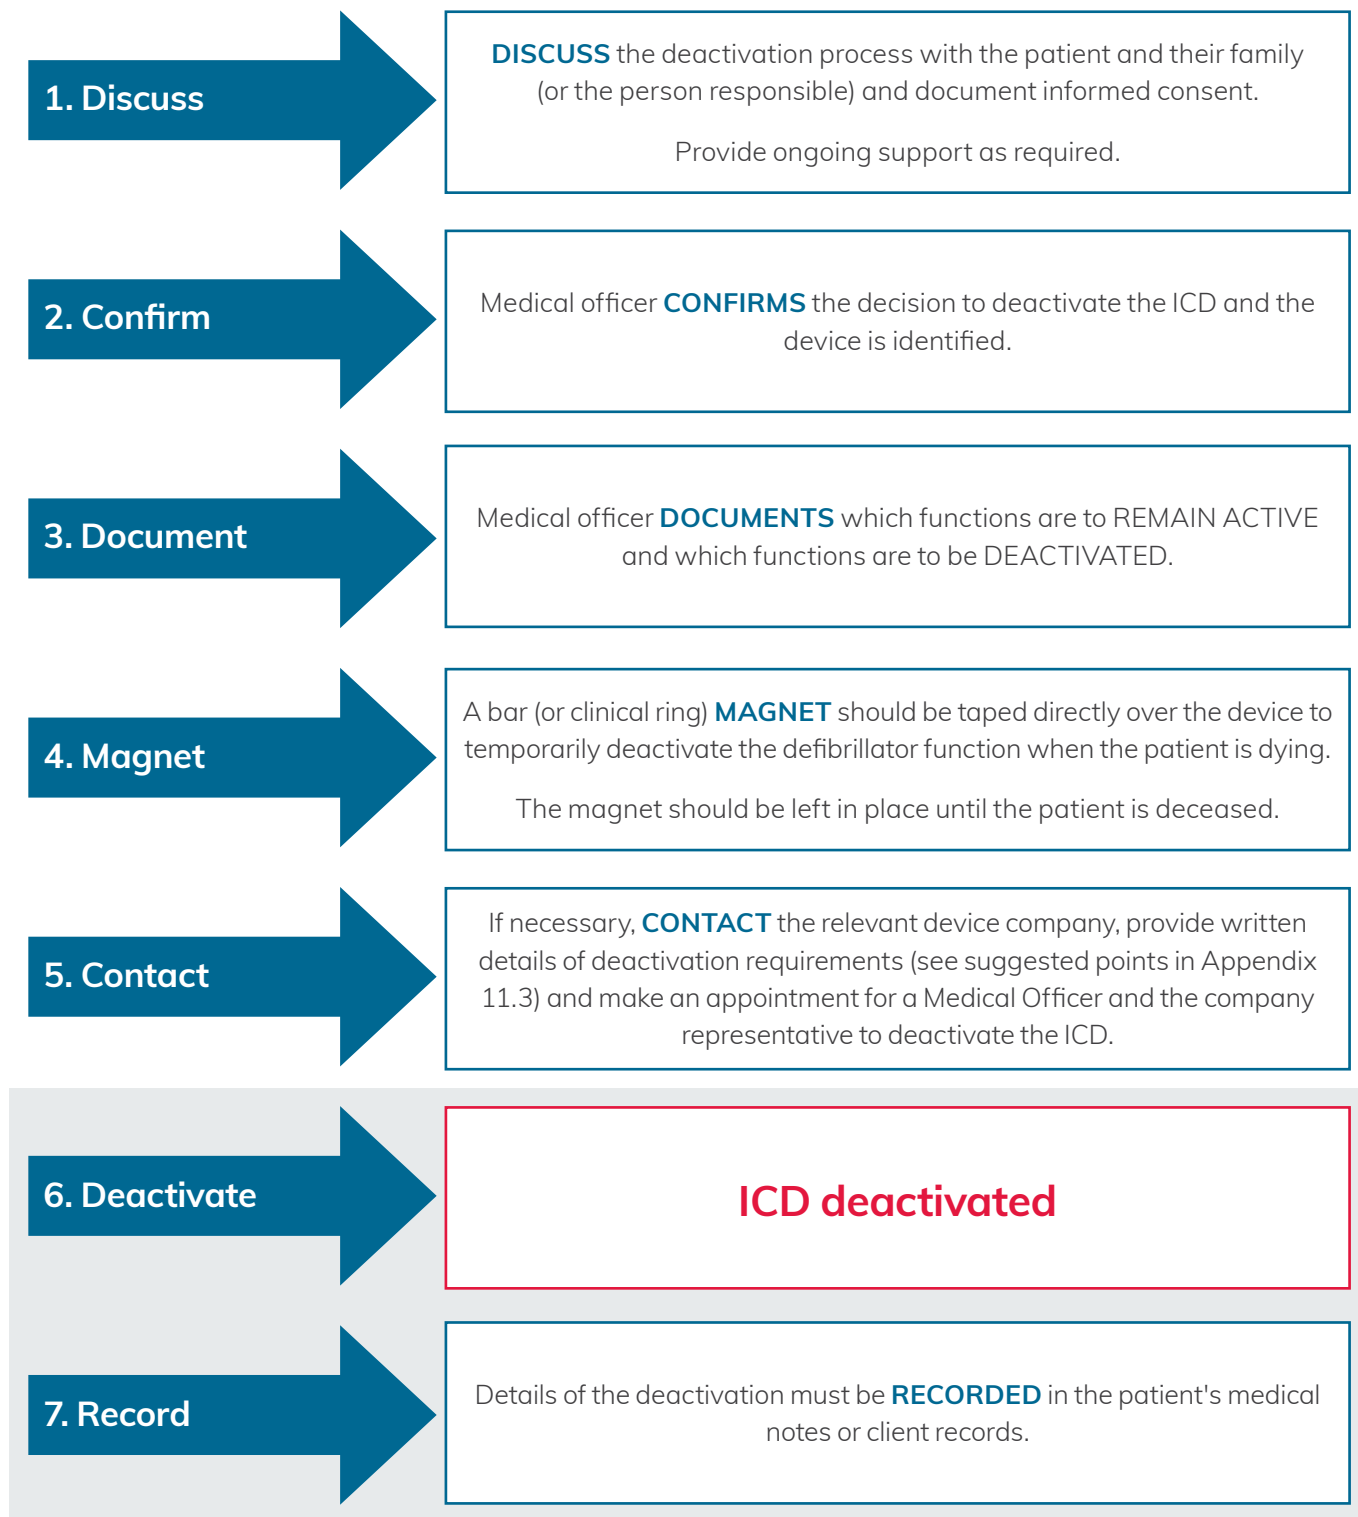 1. Discuss
DISCUSS the deactivation process with the patient and their family
(or the person responsible) and document informed consent.
Provide ongoing support as required.
2. Confirm
Medical officer CONFIRMS the decision to deactivate the ICD and the
device is identified.
3. Document
Medical officer DOCUMENTS which functions are to REMAIN ACTIVE
and which functions are to be DEACTIVATED.
4. Magnet
A bar (or clinical ring) MAGNET should be taped directly over the device to
temporarily deactivate the defibrillator function when the patient is dying.
The magnet should be left in place until the patient is deceased.
5. Contact
If necessary, CONTACT the relevant device company, provide written
details of deactivation requirements (see suggested points in Appendix
11.3) and make an appointment for a Medical Officer and the company
representative to deactivate the ICD.
6. Deactivate
ICD deactivated
7. Record
Details of the deactivation must be RECORDED in the patient's medical
notes or client records.